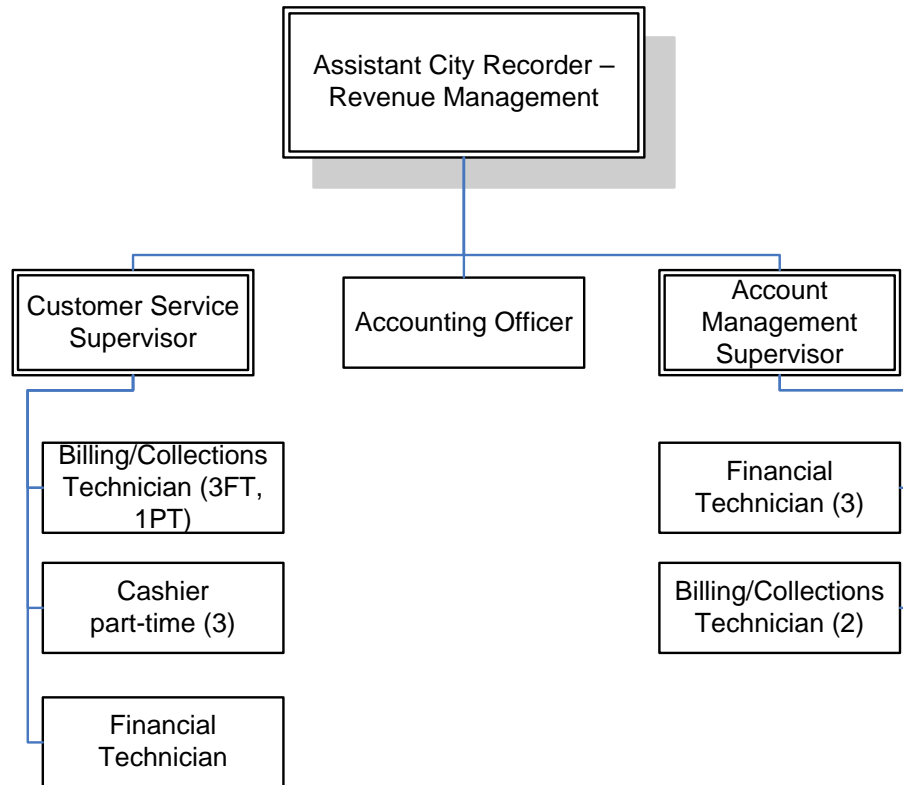 Assistant City Recorder –
Revenue Management
Customer Service
Supervisor
Accounting Officer
Account
Management
Supervisor
Billing/Collections
Technician (3FT,
1PT)
Cashier
part-time (3)
Financial
Technician
Financial
Technician (3)
Billing/Collections
Technician (2)